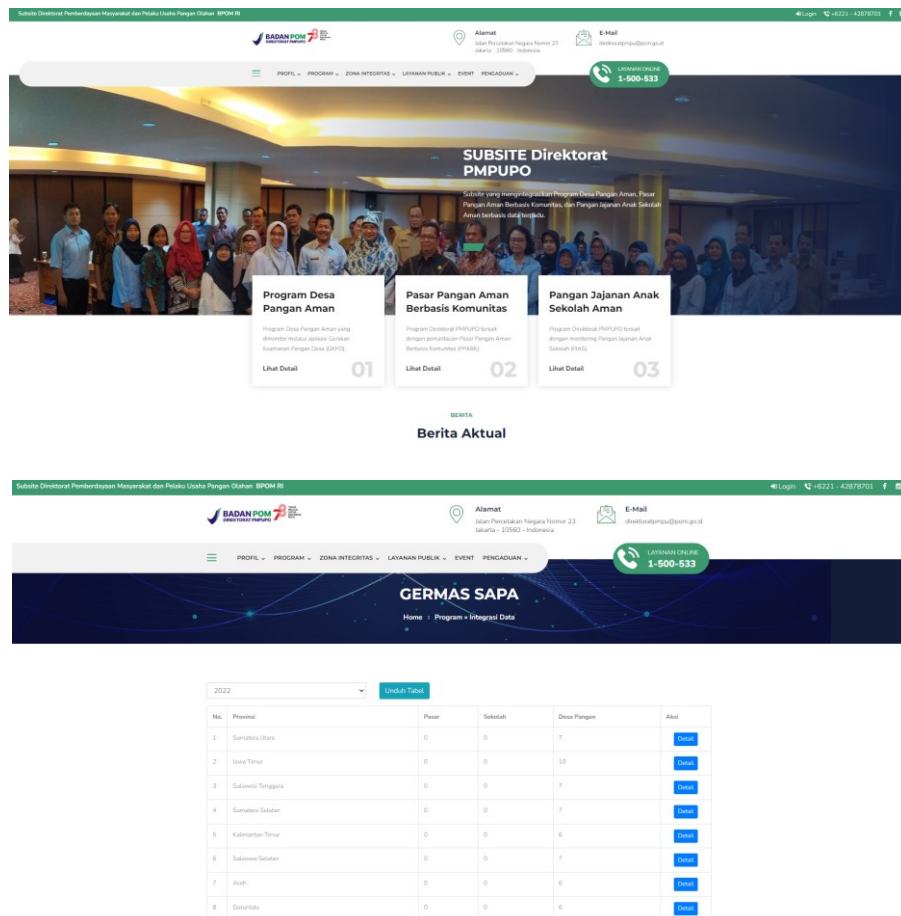 Subsite Direktorat Pemberdayaan Masyarakat dan Pelaku Usaha Pangan Olahan BPOM RI
Login +6221 - 42878701
BADAN POM
DIREKTORAT PMPUPO
Alamat
Jalan Percetakan Negara Nomor 23
Jakarta - 10560 - Indonesia
E-Mail
direktoratpmpu@pom.go.id
PROFIL PROGRAM ZONA INTEGRITAS LAYANAN PUBLIK EVENT PENGADUAN
LAYANAN ONLINE
1-500-533
SUBSITE Direktorat
PMPUPO
Subsite yang mengintegrasikan Program Desa Pangan Aman, Pasar
Pangan Aman Berbasis Komunitas, dan Pangan Jajanan Anak Sekolah
Aman berbasis data terpadu.
Program Desa
Pangan Aman
Program Desa Pangan Aman yang
dimonitor melalui aplikasi Gerakan
Keamanan Pangan Desa (GKPD).
Lihat Detail
01
Pasar Pangan Aman
Berbasis Komunitas
Program Direktorat PMPUPO terkait
dengan pemantauan Pasar Pangan Aman
Berbasis Komunitas (PPABK).
Lihat Detail
02
Pangan Jajanan Anak
Sekolah Aman
Program Direktorat PMPUPO terkait
dengan monitoring Pangan Jajanan Anak
Sekolah (PJAS).
Lihat Detail
03
BERITA
Berita Aktual
Subsite Direktorat Pemberdayaan Masyarakat dan Pelaku Usaha Pangan Olahan BPOM RI
Login +6221 - 42878701
BADAN POM
DIREKTORAT PMPUPO
Alamat
Jalan Percetakan Negara Nomor 23
Jakarta - 10560 - Indonesia
E-Mail
direktoratpmpu@pom.go.id
PROFIL PROGRAM ZONA INTEGRITAS LAYANAN PUBLIK EVENT PENGADUAN
LAYANAN ONLINE
1-500-533
GERMAS SAPA
Home : Program » Integrasi Data
2022 Unduh Tabel
No. Provinsi Pasar Sekolah Desa Pangan Aksi
1 Sumatera Utara 0 0 7 Detail
2 Jawa Timur 0 0 10 Detail
3 Sulawesi Tenggara 0 0 7 Detail
4 Sumatera Selatan 0 0 7 Detail
5 Kalimantan Timur 0 0 6 Detail
6 Sulawesi Selatan 0 0 7 Detail
7 Aceh 0 0 6 Detail
8 Gorontalo 0 0 6 Detail